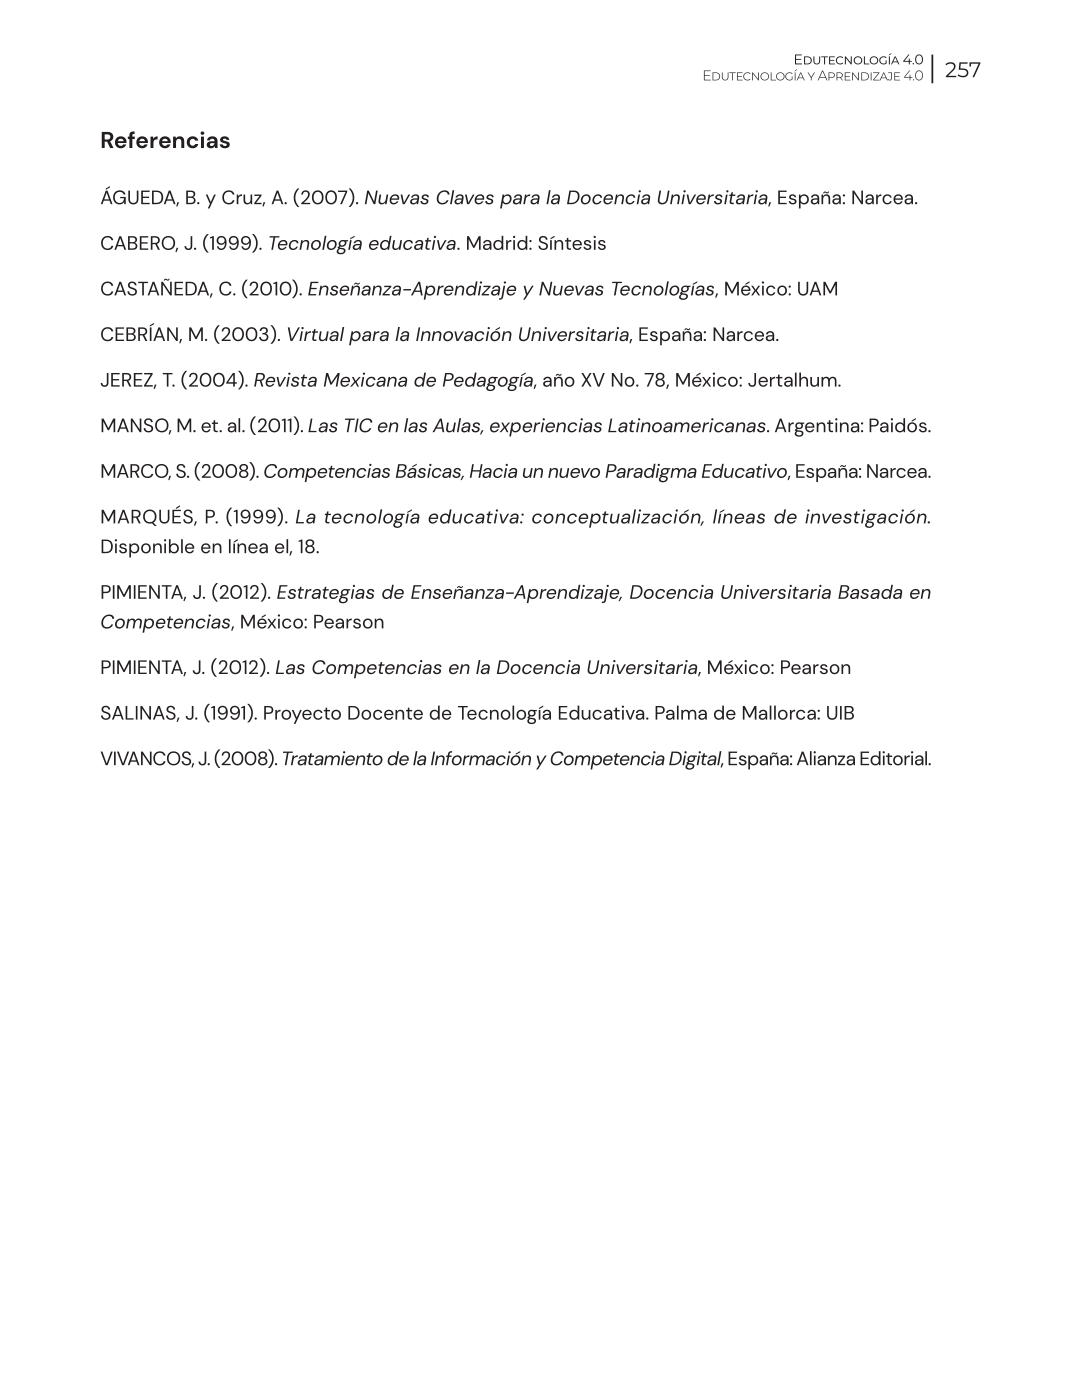 Edutecnología 4.0
Edutecnología y Aprendizaje 4.0
257
Referencias
ÁGUEDA, B. y Cruz, A. (2007). Nuevas Claves para la Docencia Universitaria, España: Narcea.
CABERO, J. (1999). Tecnología educativa. Madrid: Síntesis
CASTAÑEDA, C. (2010). Enseñanza-Aprendizaje y Nuevas Tecnologías, México: UAM
CEBRÍAN, M. (2003). Virtual para la Innovación Universitaria, España: Narcea.
JEREZ, T. (2004). Revista Mexicana de Pedagogía, año XV No. 78, México: Jertalhum.
MANSO, M. et. al. (2011). Las TIC en las Aulas, experiencias Latinoamericanas. Argentina: Paidós.
MARCO, S. (2008). Competencias Básicas, Hacia un nuevo Paradigma Educativo, España: Narcea.
MARQUÉS, P. (1999). La tecnología educativa: conceptualización, líneas de investigación.
Disponible en línea el, 18.
PIMIENTA, J. (2012). Estrategias de Enseñanza-Aprendizaje, Docencia Universitaria Basada en
Competencias, México: Pearson
PIMIENTA, J. (2012). Las Competencias en la Docencia Universitaria, México: Pearson
SALINAS, J. (1991). Proyecto Docente de Tecnología Educativa. Palma de Mallorca: UIB
VIVANCOS, J. (2008). Tratamiento de la Información y Competencia Digital, España: Alianza Editorial.